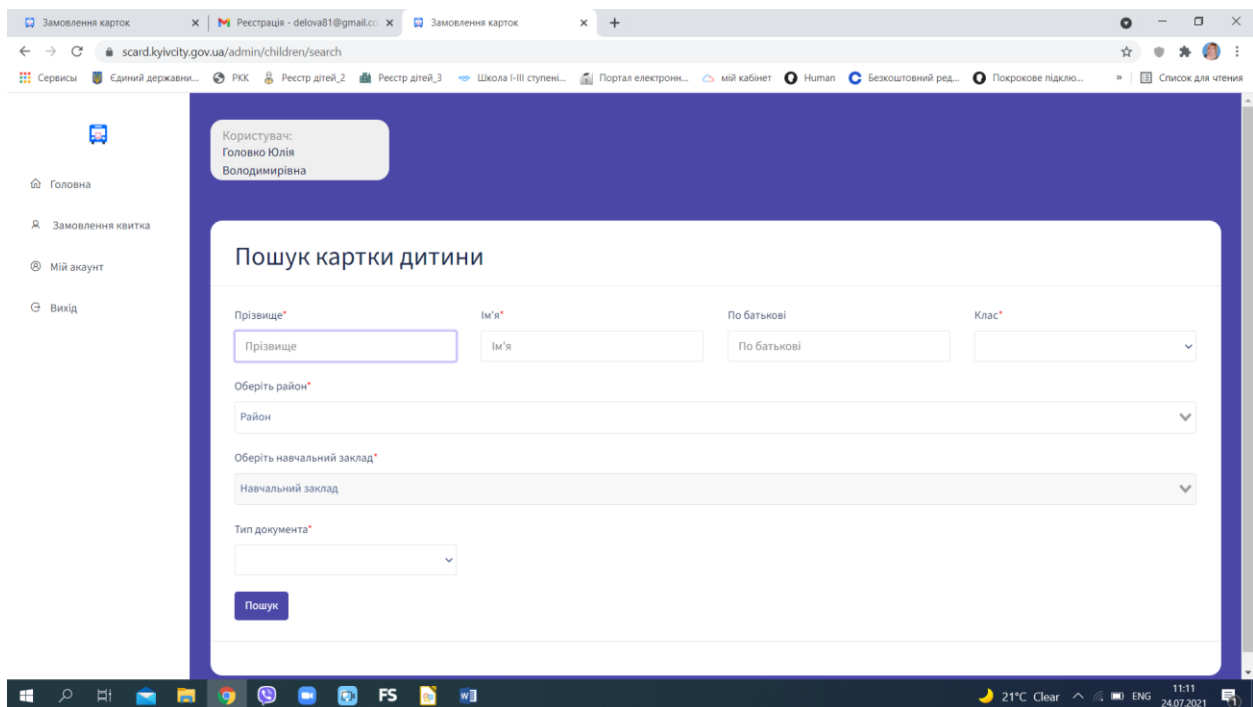 Замовлення карток
Реєстрація - delova81@gmail.co
Замовлення карток
scard.kyivcity.gov.ua/admin/children/search
Сервисы Єдиний державни... РКК Реєстр дітей_2 Реєстр дітей_3 Школа І-ІІІ ступені... Портал електронн... мій кабінет Human Безкоштовний ред... Покрокове підклю... » Список для чтения
Користувач:
Головко Юлія
Володимирівна
Головна
Замовлення квитка
Мій акаунт
Вихід
Пошук картки дитини
Прізвище* Ім'я* По батькові Клас*
Прізвище Ім'я По батькові
Оберіть район*
Район
Оберіть навчальний заклад*
Навчальний заклад
Тип документа*
Пошук
FS
21°C Clear ENG 11:11
24.07.2021